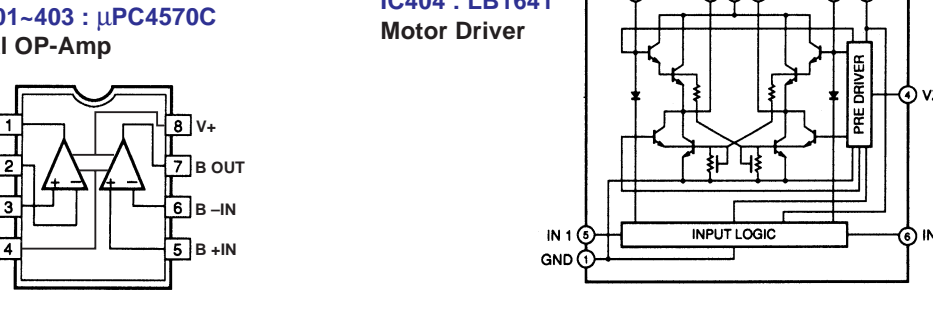 01~403 : µPC4570C
l OP-Amp
1
2
3
4
+ −
+ −
8 V+
7 B OUT
6 B –IN
5 B +IN
IC404 : LB1641
Motor Driver
PRE DRIVER
4 V
IN 1 5
INPUT LOGIC
6 IN
GND 1